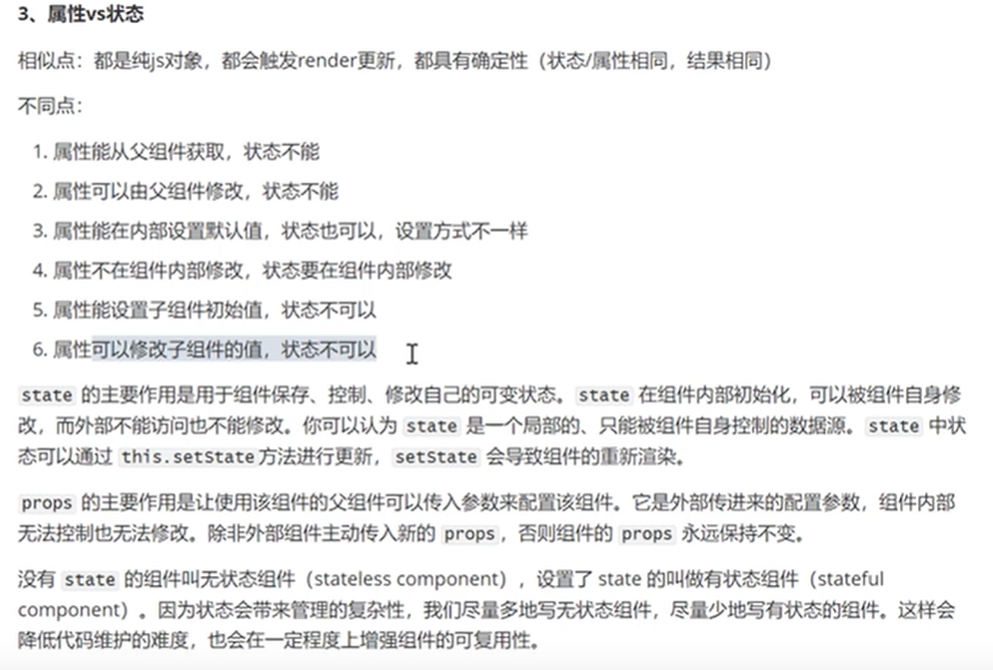 3、属性vs状态
相似点：都是纯js对象，都会触发render更新，都具有确定性（状态/属性相同，结果相同）
不同点：
1. 属性能从父组件获取，状态不能
2. 属性可以由父组件修改，状态不能
3. 属性能在内部设置默认值，状态也可以，设置方式不一样
4. 属性不在组件内部修改，状态要在组件内部修改
5. 属性能设置子组件初始值，状态不可以
6. 属性可以修改子组件的值，状态不可以
state 的主要作用是用于组件保存、控制、修改自己的可变状态。state 在组件内部初始化，可以被组件自身修
改，而外部不能访问也不能修改。你可以认为 state 是一个局部的、只能被组件自身控制的数据源。state 中状
态可以通过 this.setState方法进行更新，setState 会导致组件的重新渲染。
props 的主要作用是让使用该组件的父组件可以传入参数来配置该组件。它是外部传进来的配置参数，组件内部
无法控制也无法修改。除非外部组件主动传入新的 props，否则组件的 props 永远保持不变。
没有 state 的组件叫无状态组件（stateless component），设置了 state 的叫做有状态组件（stateful
component）。因为状态会带来管理的复杂性，我们尽量多地写无状态组件，尽量少地写有状态的组件。这样会
降低代码维护的难度，也会在一定程度上增强组件的可复用性。